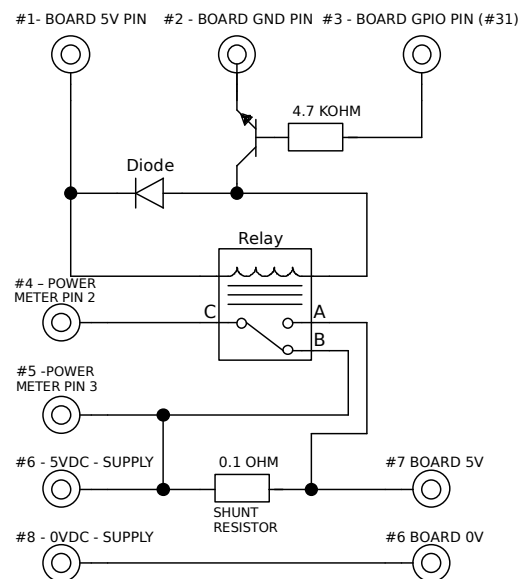 #1- BOARD 5V PIN
#2 - BOARD GND PIN
#3 - BOARD GPIO PIN (#31)
4.7 KOHM
Diode
Relay
#4 – POWER
METER PIN 2
C
A
B
#5 -POWER
METER PIN 3
#6 - 5VDC - SUPPLY
0.1 OHM
#7 BOARD 5V
SHUNT
RESISTOR
#8 - 0VDC - SUPPLY
#6 BOARD 0V